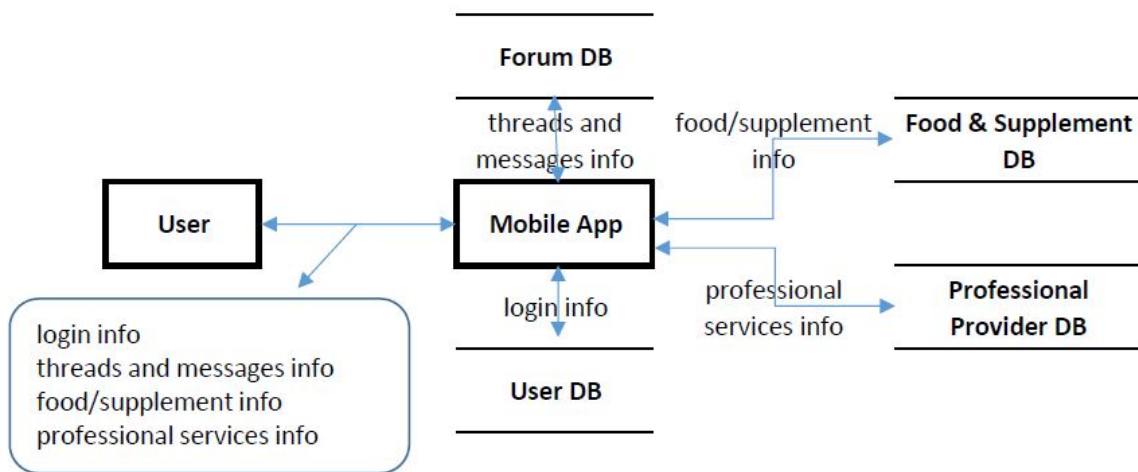 Forum DB
threads and
messages info
food/supplement
info
Food & Supplement
DB
User
Mobile App
login info
professional
services info
Professional
Provider DB
login info
threads and messages info
food/supplement info
professional services info
User DB